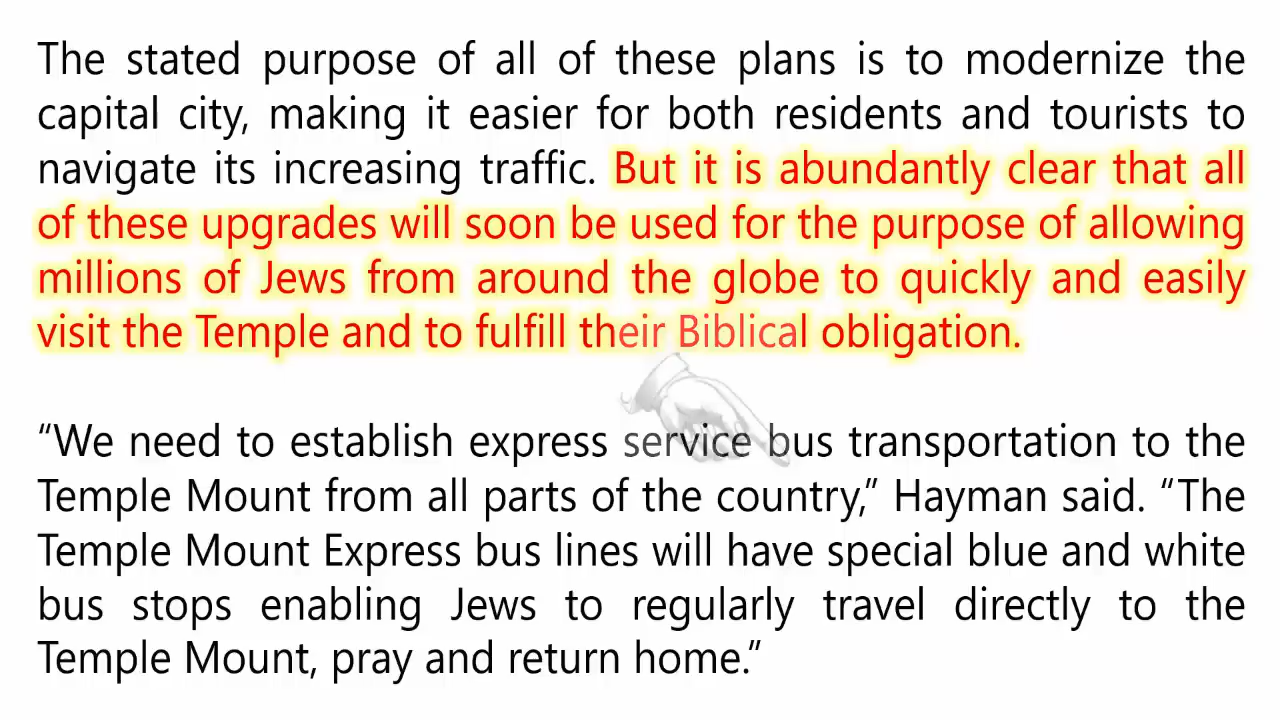 The stated purpose of all of these plans is to modernize the
capital city, making it easier for both residents and tourists to
navigate its increasing traffic. But it is abundantly clear that all
of these upgrades will soon be used for the purpose of allowing
millions of Jews from around the globe to quickly and easily
visit the Temple and to fulfill their Biblical obligation.
“We need to establish express service bus transportation to the
Temple Mount from all parts of the country,” Hayman said. “The
Temple Mount Express bus lines will have special blue and white
bus stops enabling Jews to regularly travel directly to the
Temple Mount, pray and return home.”